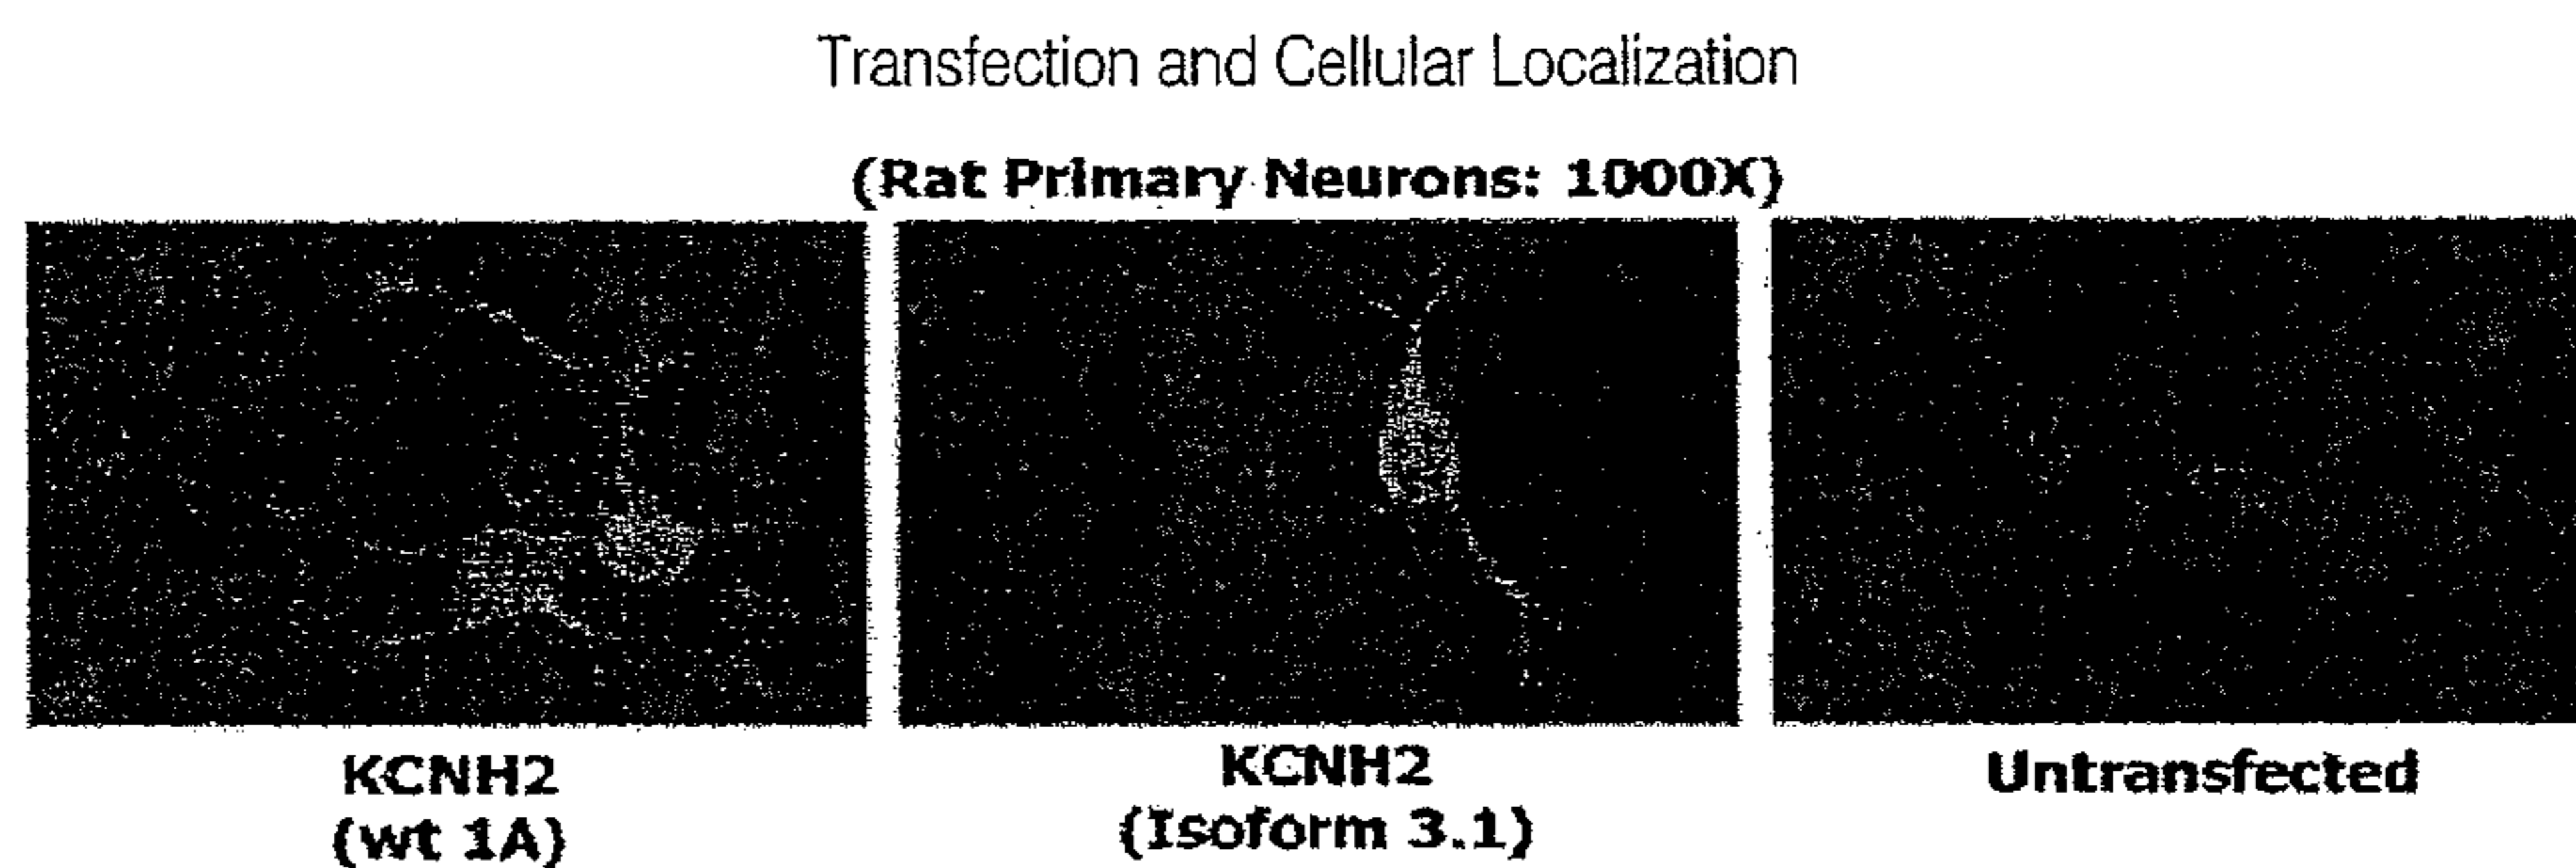 Transfection and Cellular Localization
(Rat Primary Neurons: 1000X)
KCNH2
(wt 1A)
KCNH2
(Isoform 3.1)
Untransfected